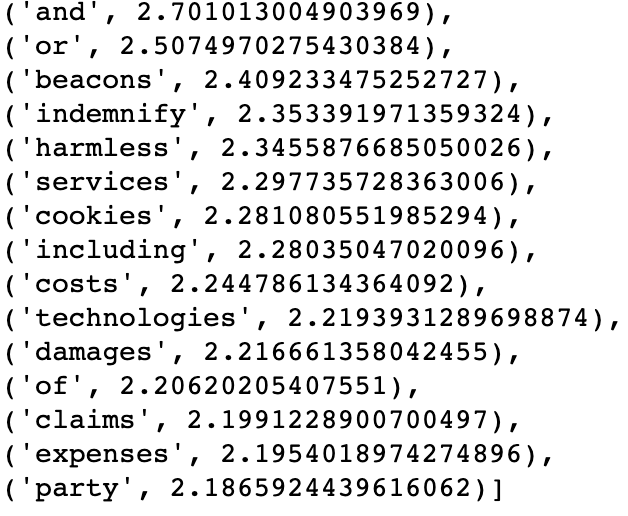 ('and', 2.701013004903969),
('or', 2.5074970275430384),
('beacons', 2.409233475252727),
('indemnify', 2.353391971359324),
('harmless', 2.3455876685050026),
('services', 2.297735728363006),
('cookies', 2.281080551985294),
('including', 2.28035047020096),
('costs', 2.244786134364092),
('technologies', 2.2193931289698874),
('damages', 2.216661358042455),
('of', 2.20620205407551),
('claims', 2.1991228900700497),
('expenses', 2.1954018974274896),
('party', 2.1865924439616062)]